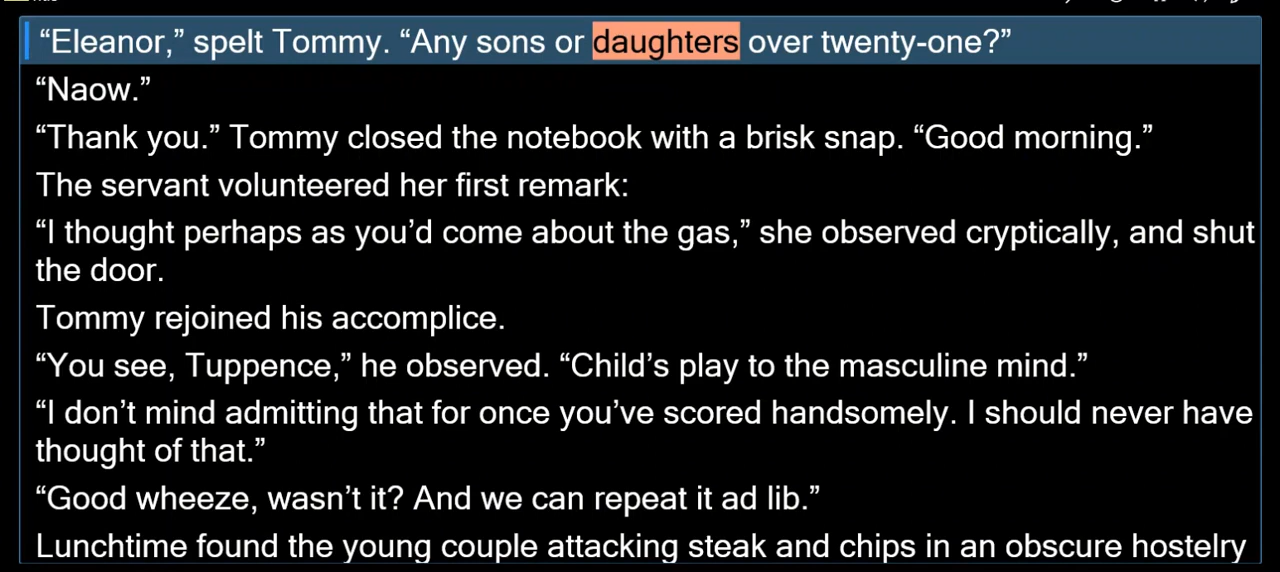 “Eleanor,” spelt Tommy. “Any sons or daughters over twenty-one?”
“Naow.”
“Thank you.” Tommy closed the notebook with a brisk snap. “Good morning.”
The servant volunteered her first remark:
“I thought perhaps as you’d come about the gas,” she observed cryptically, and shut
the door.
Tommy rejoined his accomplice.
“You see, Tuppence,” he observed. “Child’s play to the masculine mind.”
“I don’t mind admitting that for once you’ve scored handsomely. I should never have
thought of that.”
“Good wheeze, wasn’t it? And we can repeat it ad lib.”
Lunchtime found the young couple attacking steak and chips in an obscure hostelry